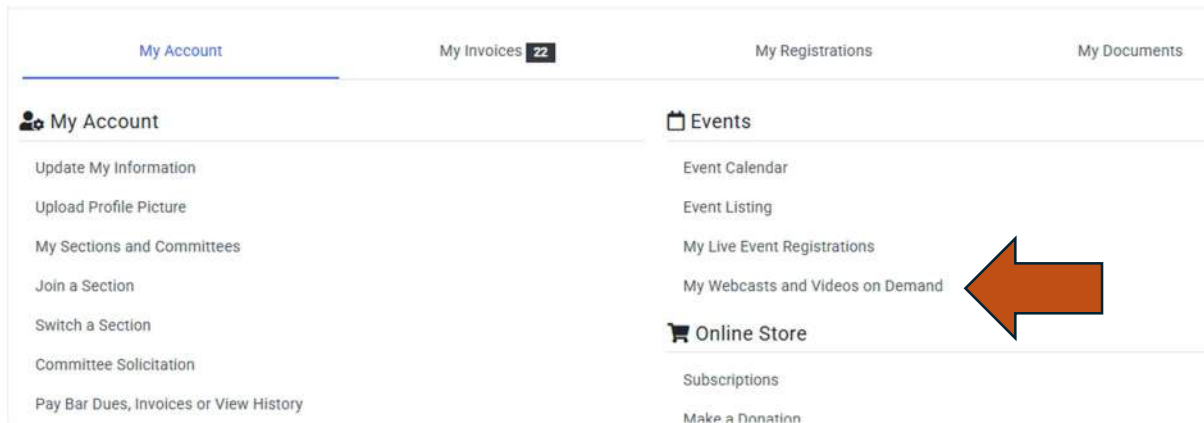 My Account
My Invoices 22
My Registrations
My Documents
My Account
Update My Information
Upload Profile Picture
My Sections and Committees
Join a Section
Switch a Section
Committee Solicitation
Pay Bar Dues, Invoices or View History
Events
Event Calendar
Event Listing
My Live Event Registrations
My Webcasts and Videos on Demand
Online Store
Subscriptions
Make a Donation